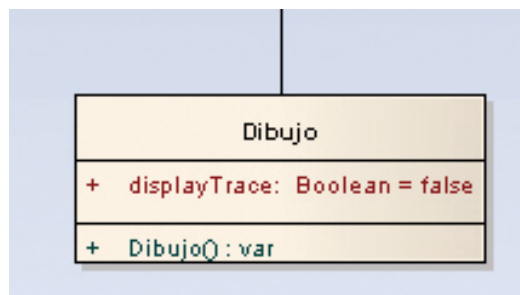 Dibujo
+ displayTrace: Boolean = false
+ Dibujo() : var